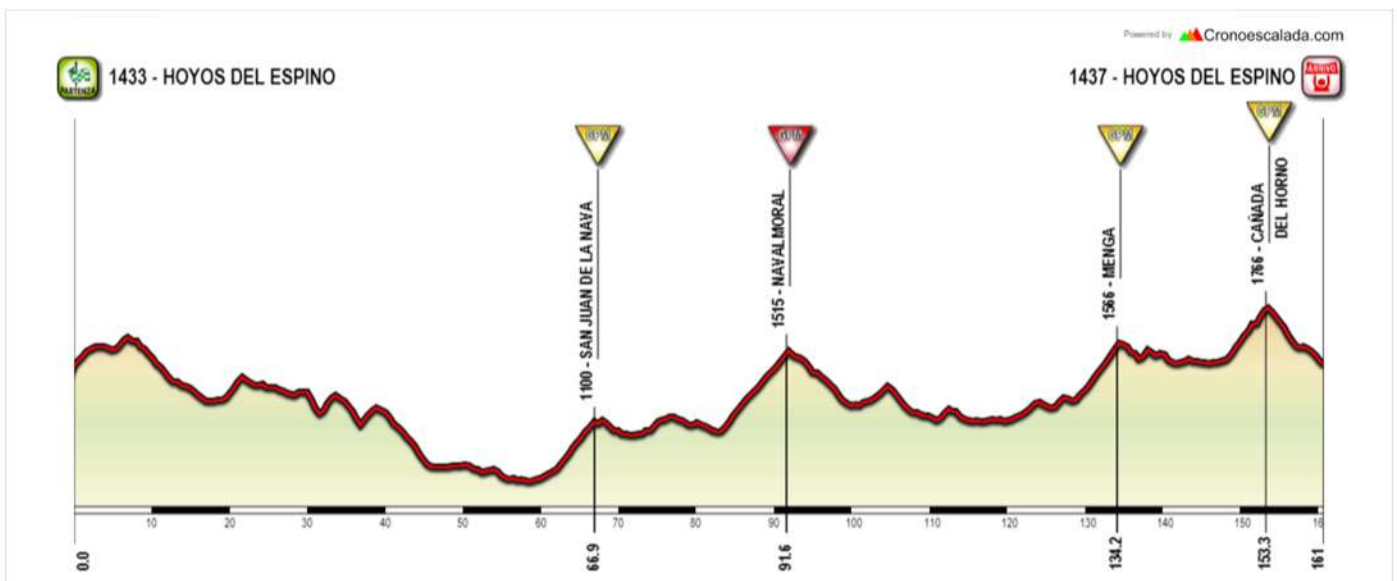 Powered by Cronoescalada.com
PARTENZA
1433 - HOYOS DEL ESPINO
1437 - HOYOS DEL ESPINO
ARRIVO
GPM
GPM
GPM
GPM
1100 - SAN JUAN DE LA NAVA
1515 - NAVALMORAL
1566 - MENGA
1766 - CAÑADA
DEL HORNO
10 20 30 40 50 60 70 80 90 100 110 120 130 140 150 16
0.0 66.9 91.6 134.2 153.3 161